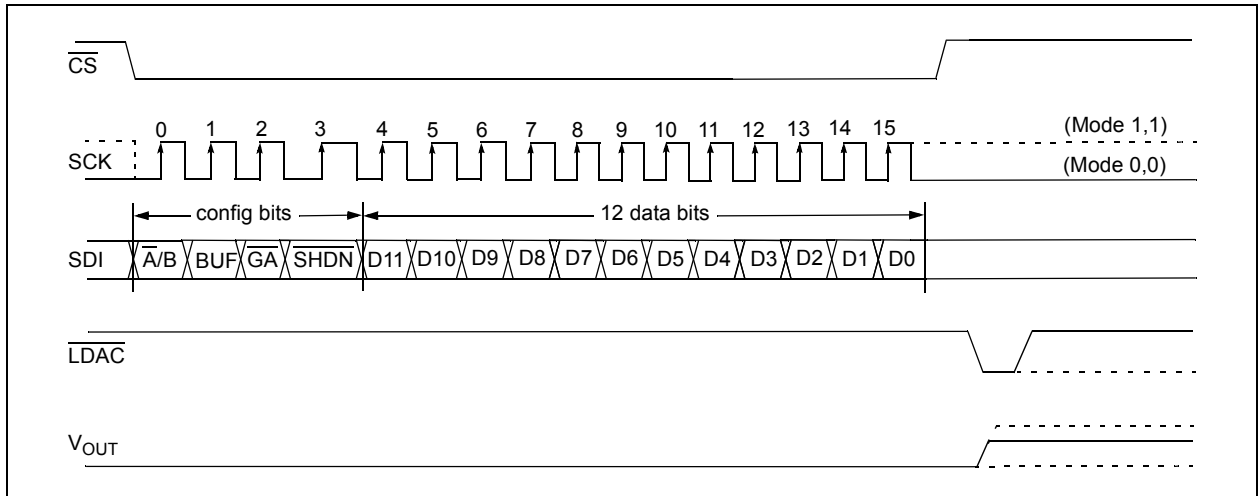 CS
0 1 2 3 4 5 6 7 8 9 10 11 12 13 14 15
(Mode 1,1)
SCK
(Mode 0,0)
config bits
12 data bits
SDI
A/B BUF GA SHDN D11 D10 D9 D8 D7 D6 D5 D4 D3 D2 D1 D0
LDAC
VOUT